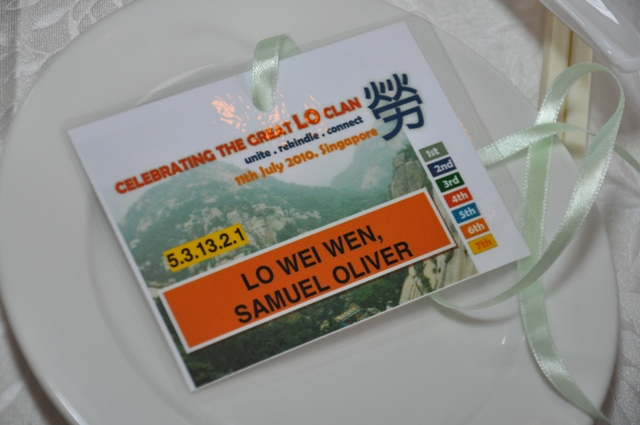 CELEBRATING THE GREAT LO CLAN
勞
unite . rekindle . connect
11th July 2010. Singapore
1st
2nd
3rd
4th
5th
6th
7th
5.3.13.2.1
LO WEI WEN,
SAMUEL OLIVER